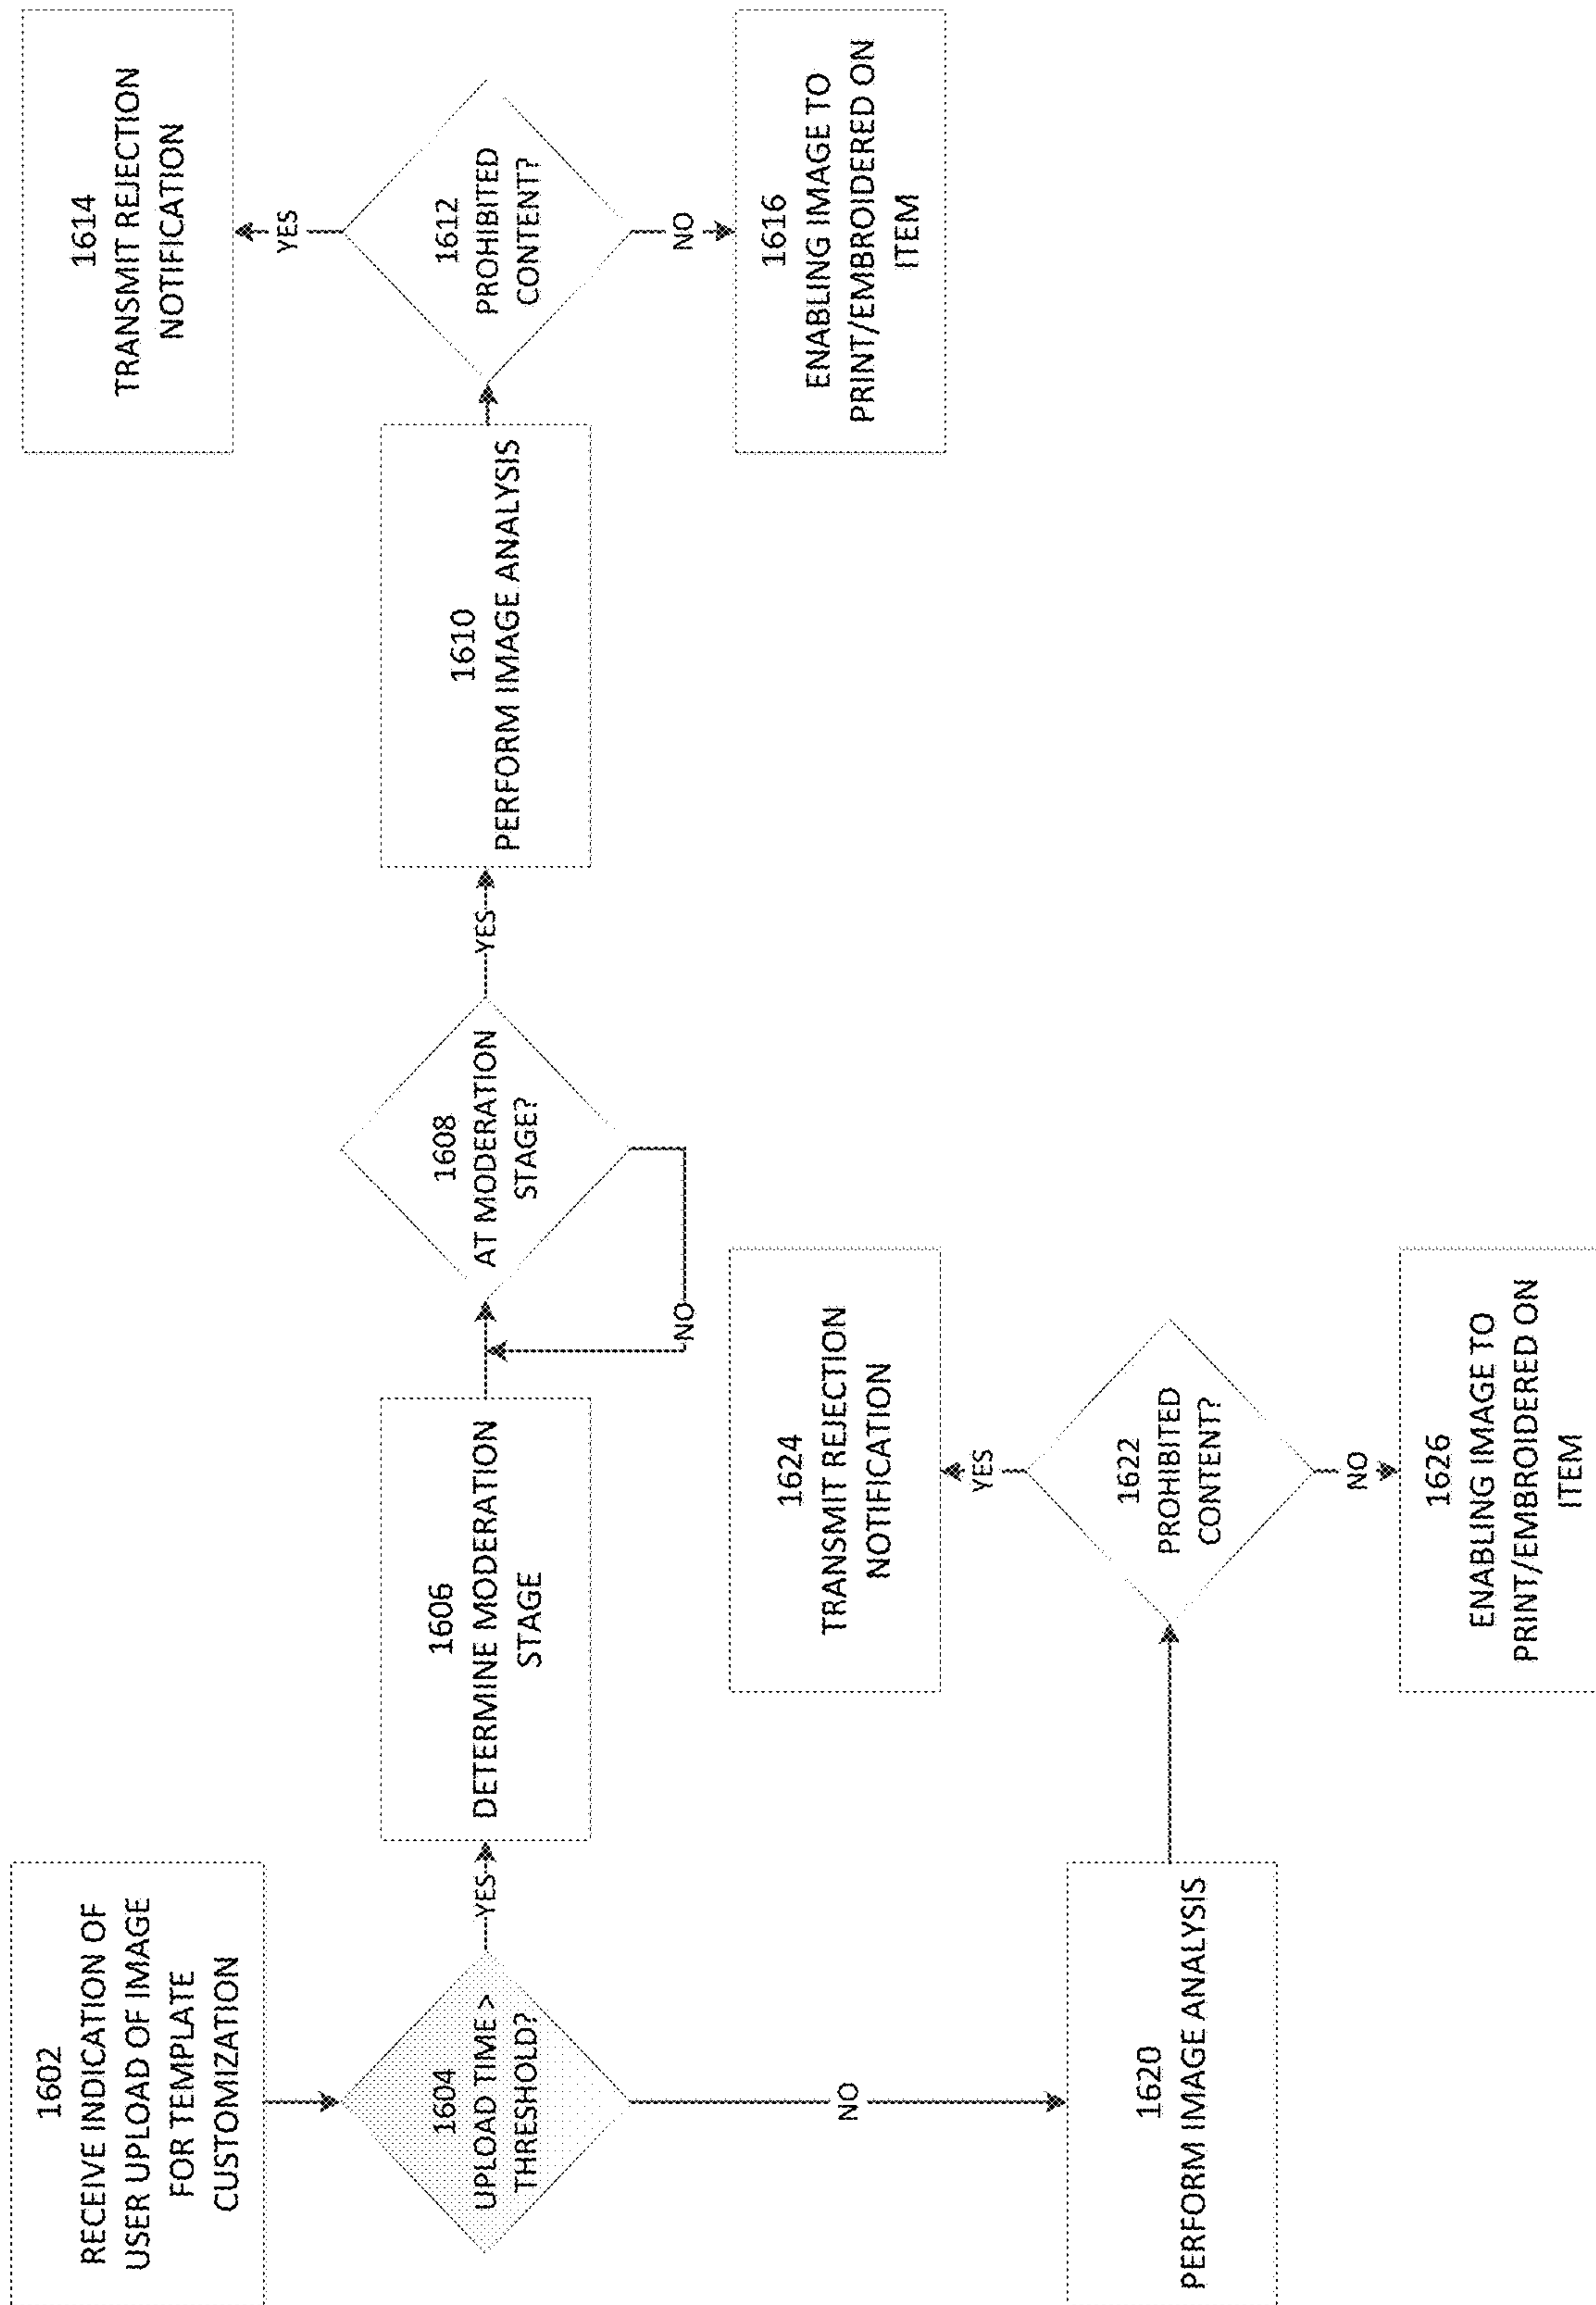 1602
RECEIVE INDICATION OF
USER UPLOAD OF IMAGE
FOR TEMPLATE
CUSTOMIZATION
1604
UPLOAD TIME >
THRESHOLD?
YES
1606
DETERMINE MODERATION
STAGE
1608
AT MODERATION
STAGE?
NO
YES
1610
PERFORM IMAGE ANALYSIS
1612
PROHIBITED
CONTENT?
YES
1614
TRANSMIT REJECTION
NOTIFICATION
NO
1616
ENABLING IMAGE TO
PRINT/EMBROIDERED ON
ITEM
NO
1620
PERFORM IMAGE ANALYSIS
1622
PROHIBITED
CONTENT?
YES
1624
TRANSMIT REJECTION
NOTIFICATION
NO
1626
ENABLING IMAGE TO
PRINT/EMBROIDERED ON
ITEM